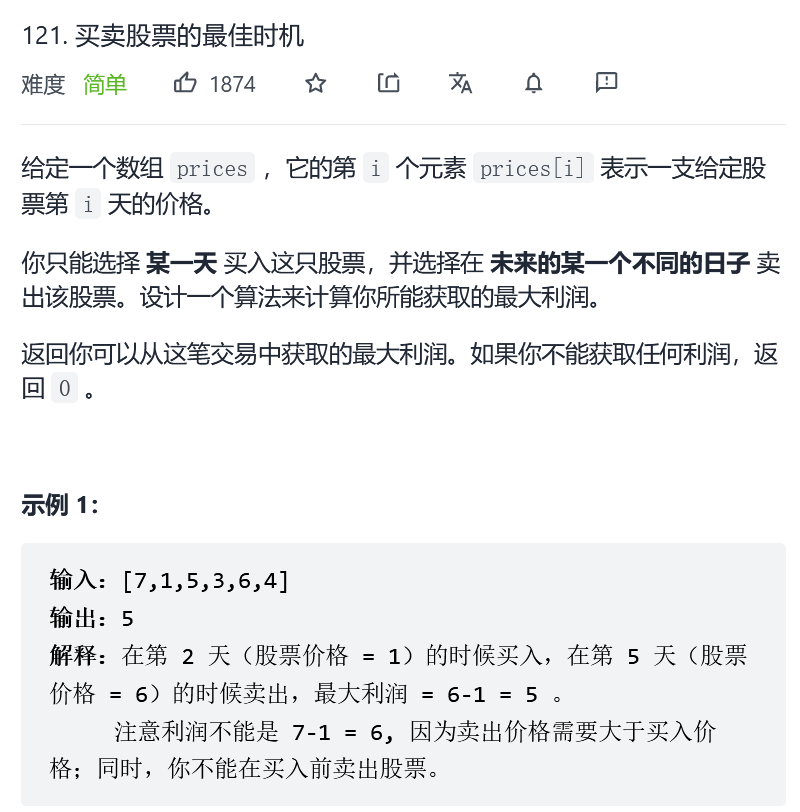 121. 买卖股票的最佳时机
难度 简单 1874
给定一个数组 prices ，它的第 i 个元素 prices[i] 表示一支给定股
票第 i 天的价格。
你只能选择 某一天 买入这只股票，并选择在 未来的某一个不同的日子 卖
出该股票。设计一个算法来计算你所能获取的最大利润。
返回你可以从这笔交易中获取的最大利润。如果你不能获取任何利润，返
回 0 。
示例 1：
输入：[7,1,5,3,6,4]
输出：5
解释：在第 2 天（股票价格 = 1）的时候买入，在第 5 天（股票
价格 = 6）的时候卖出，最大利润 = 6-1 = 5 。
注意利润不能是 7-1 = 6, 因为卖出价格需要大于买入价
格；同时，你不能在买入前卖出股票。